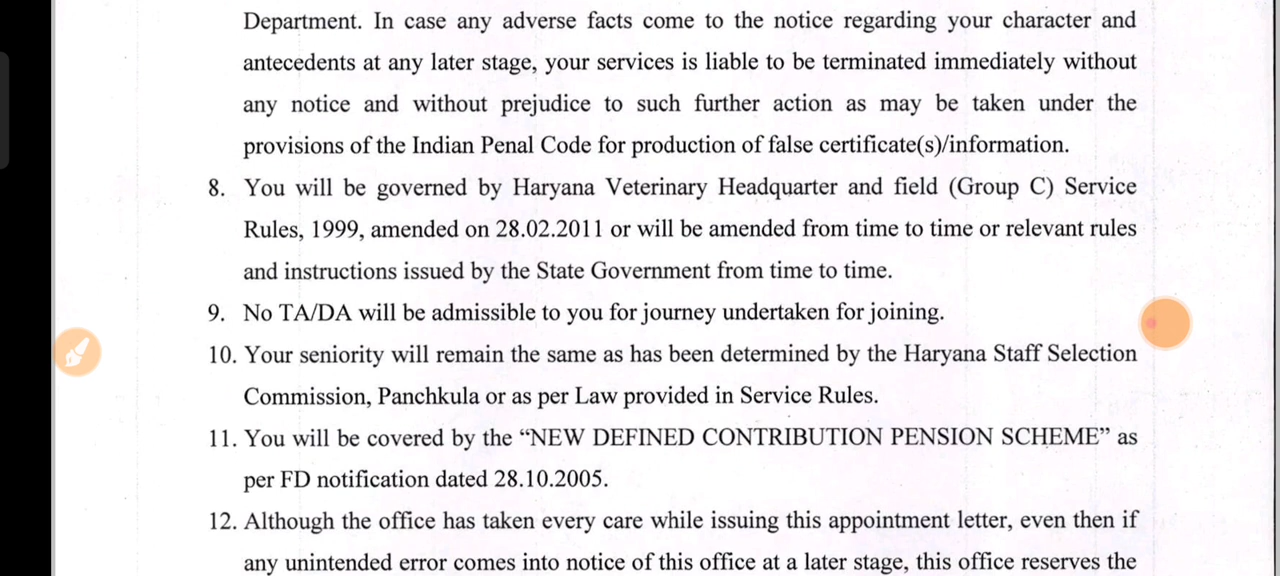 Department. In case any adverse facts come to the notice regarding your character and
antecedents at any later stage, your services is liable to be terminated immediately without
any notice and without prejudice to such further action as may be taken under the
provisions of the Indian Penal Code for production of false certificate(s)/information.
8. You will be governed by Haryana Veterinary Headquarter and field (Group C) Service
Rules, 1999, amended on 28.02.2011 or will be amended from time to time or relevant rules
and instructions issued by the State Government from time to time.
9. No TA/DA will be admissible to you for journey undertaken for joining.
10. Your seniority will remain the same as has been determined by the Haryana Staff Selection
Commission, Panchkula or as per Law provided in Service Rules.
11. You will be covered by the “NEW DEFINED CONTRIBUTION PENSION SCHEME” as
per FD notification dated 28.10.2005.
12. Although the office has taken every care while issuing this appointment letter, even then if
any unintended error comes into notice of this office at a later stage, this office reserves the